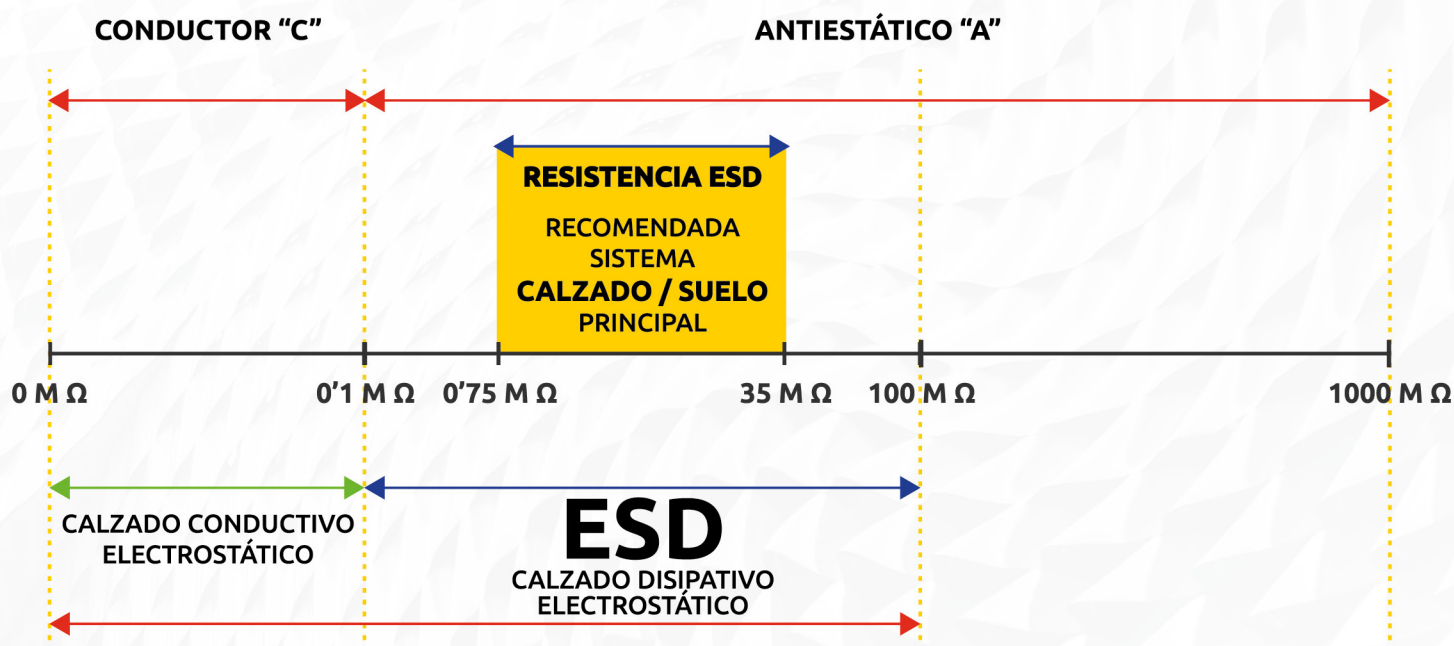 CONDUCTOR “C”
ANTIESTÁTICO “A”
RESISTENCIA ESD
RECOMENDADA
SISTEMA
CALZADO / SUELO
PRINCIPAL
0 M Ω
0’1 M Ω
0’75 M Ω
35 M Ω
100 M Ω
1000 M Ω
CALZADO CONDUCTIVO
ELECTROSTÁTICO
ESD
CALZADO DISIPATIVO
ELECTROSTÁTICO